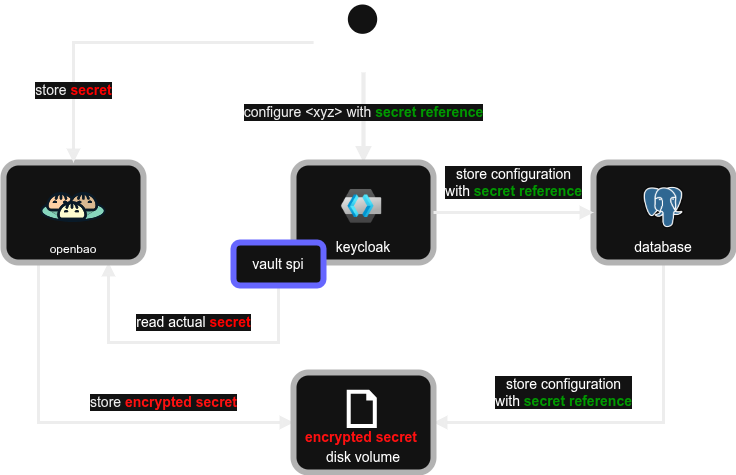 store secret
configure <xyz> with secret reference
store configuration
with secret reference
openbao
keycloak
database
vault spi
read actual secret
store encrypted secret
store configuration
with secret reference
encrypted secret
disk volume